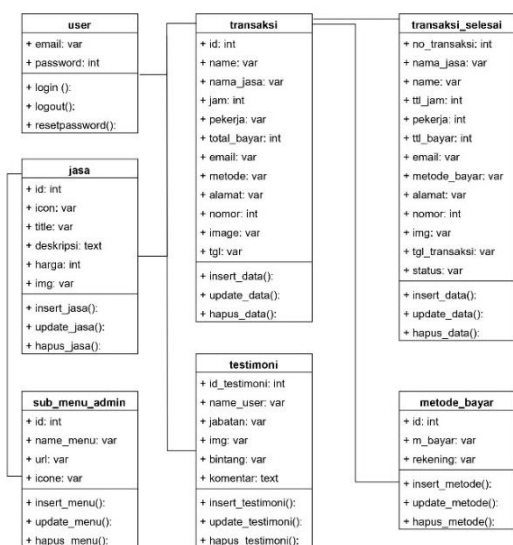 user
+ email: var
+ password: int
+ login ():
+ logout():
+ resetpassword():
jasa
+ id: int
+ icon: var
+ title: var
+ deskripsi: text
+ harga: int
+ img: var
+ insert_jasa():
+ update_jasa():
+ hapus_jasa():
sub_menu_admin
+ id: int
+ name_menu: var
+ url: var
+ icone: var
+ insert_menu():
+ update_menu():
+ hapus_menu():
transaksi
+ id: int
+ name: var
+ nama_jasa: var
+ jam: int
+ pekerja: var
+ total_bayar: int
+ email: var
+ metode: var
+ alamat: var
+ nomor: int
+ image: var
+ tgl: var
+ insert_data():
+ update_data():
+ hapus_data():
testimoni
+ id_testimoni: int
+ name_user: var
+ jabatan: var
+ img: var
+ bintang: var
+ komentar: text
+ insert_testimoni():
+ update_testimoni():
+ hapus_testimoni():
transaksi_selesai
+ no_transaksi: int
+ nama_jasa: var
+ name: var
+ ttl_jam: int
+ pekerja: int
+ ttl_bayar: int
+ email: var
+ metode_bayar: var
+ alamat: var
+ nomor: int
+ img: var
+ tgl_transaksi: var
+ status: var
+ insert_data():
+ update_data():
+ hapus_data():
metode_bayar
+ id: int
+ m_bayar: var
+ rekening: var
+ insert_metode():
+ update_metode():
+ hapus_metode():